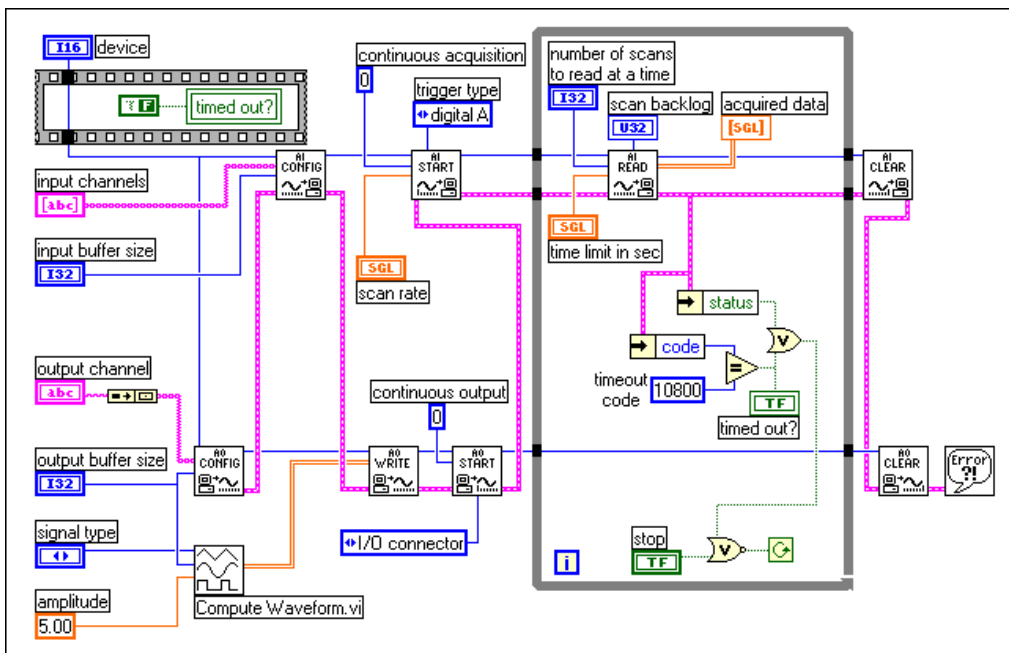 I16 device
F timed out?
input channels
[abc]
input buffer size
I32
output channel
abc
output buffer size
I32
signal type
amplitude
5.00
AI
CONFIG
AO
CONFIG
Compute Waveform.vi
continuous acquisition
0
trigger type
digital A
AI
START
SGL
scan rate
continuous output
0
AO
WRITE
AO
START
I/O connector
number of scans
to read at a time
I32
scan backlog
U32
acquired data
[SGL]
AI
READ
SGL
time limit in sec
status
code
timeout
code
10800
=
V
TF
timed out?
stop
TF
V
i
AI
CLEAR
AO
CLEAR
Error
?!